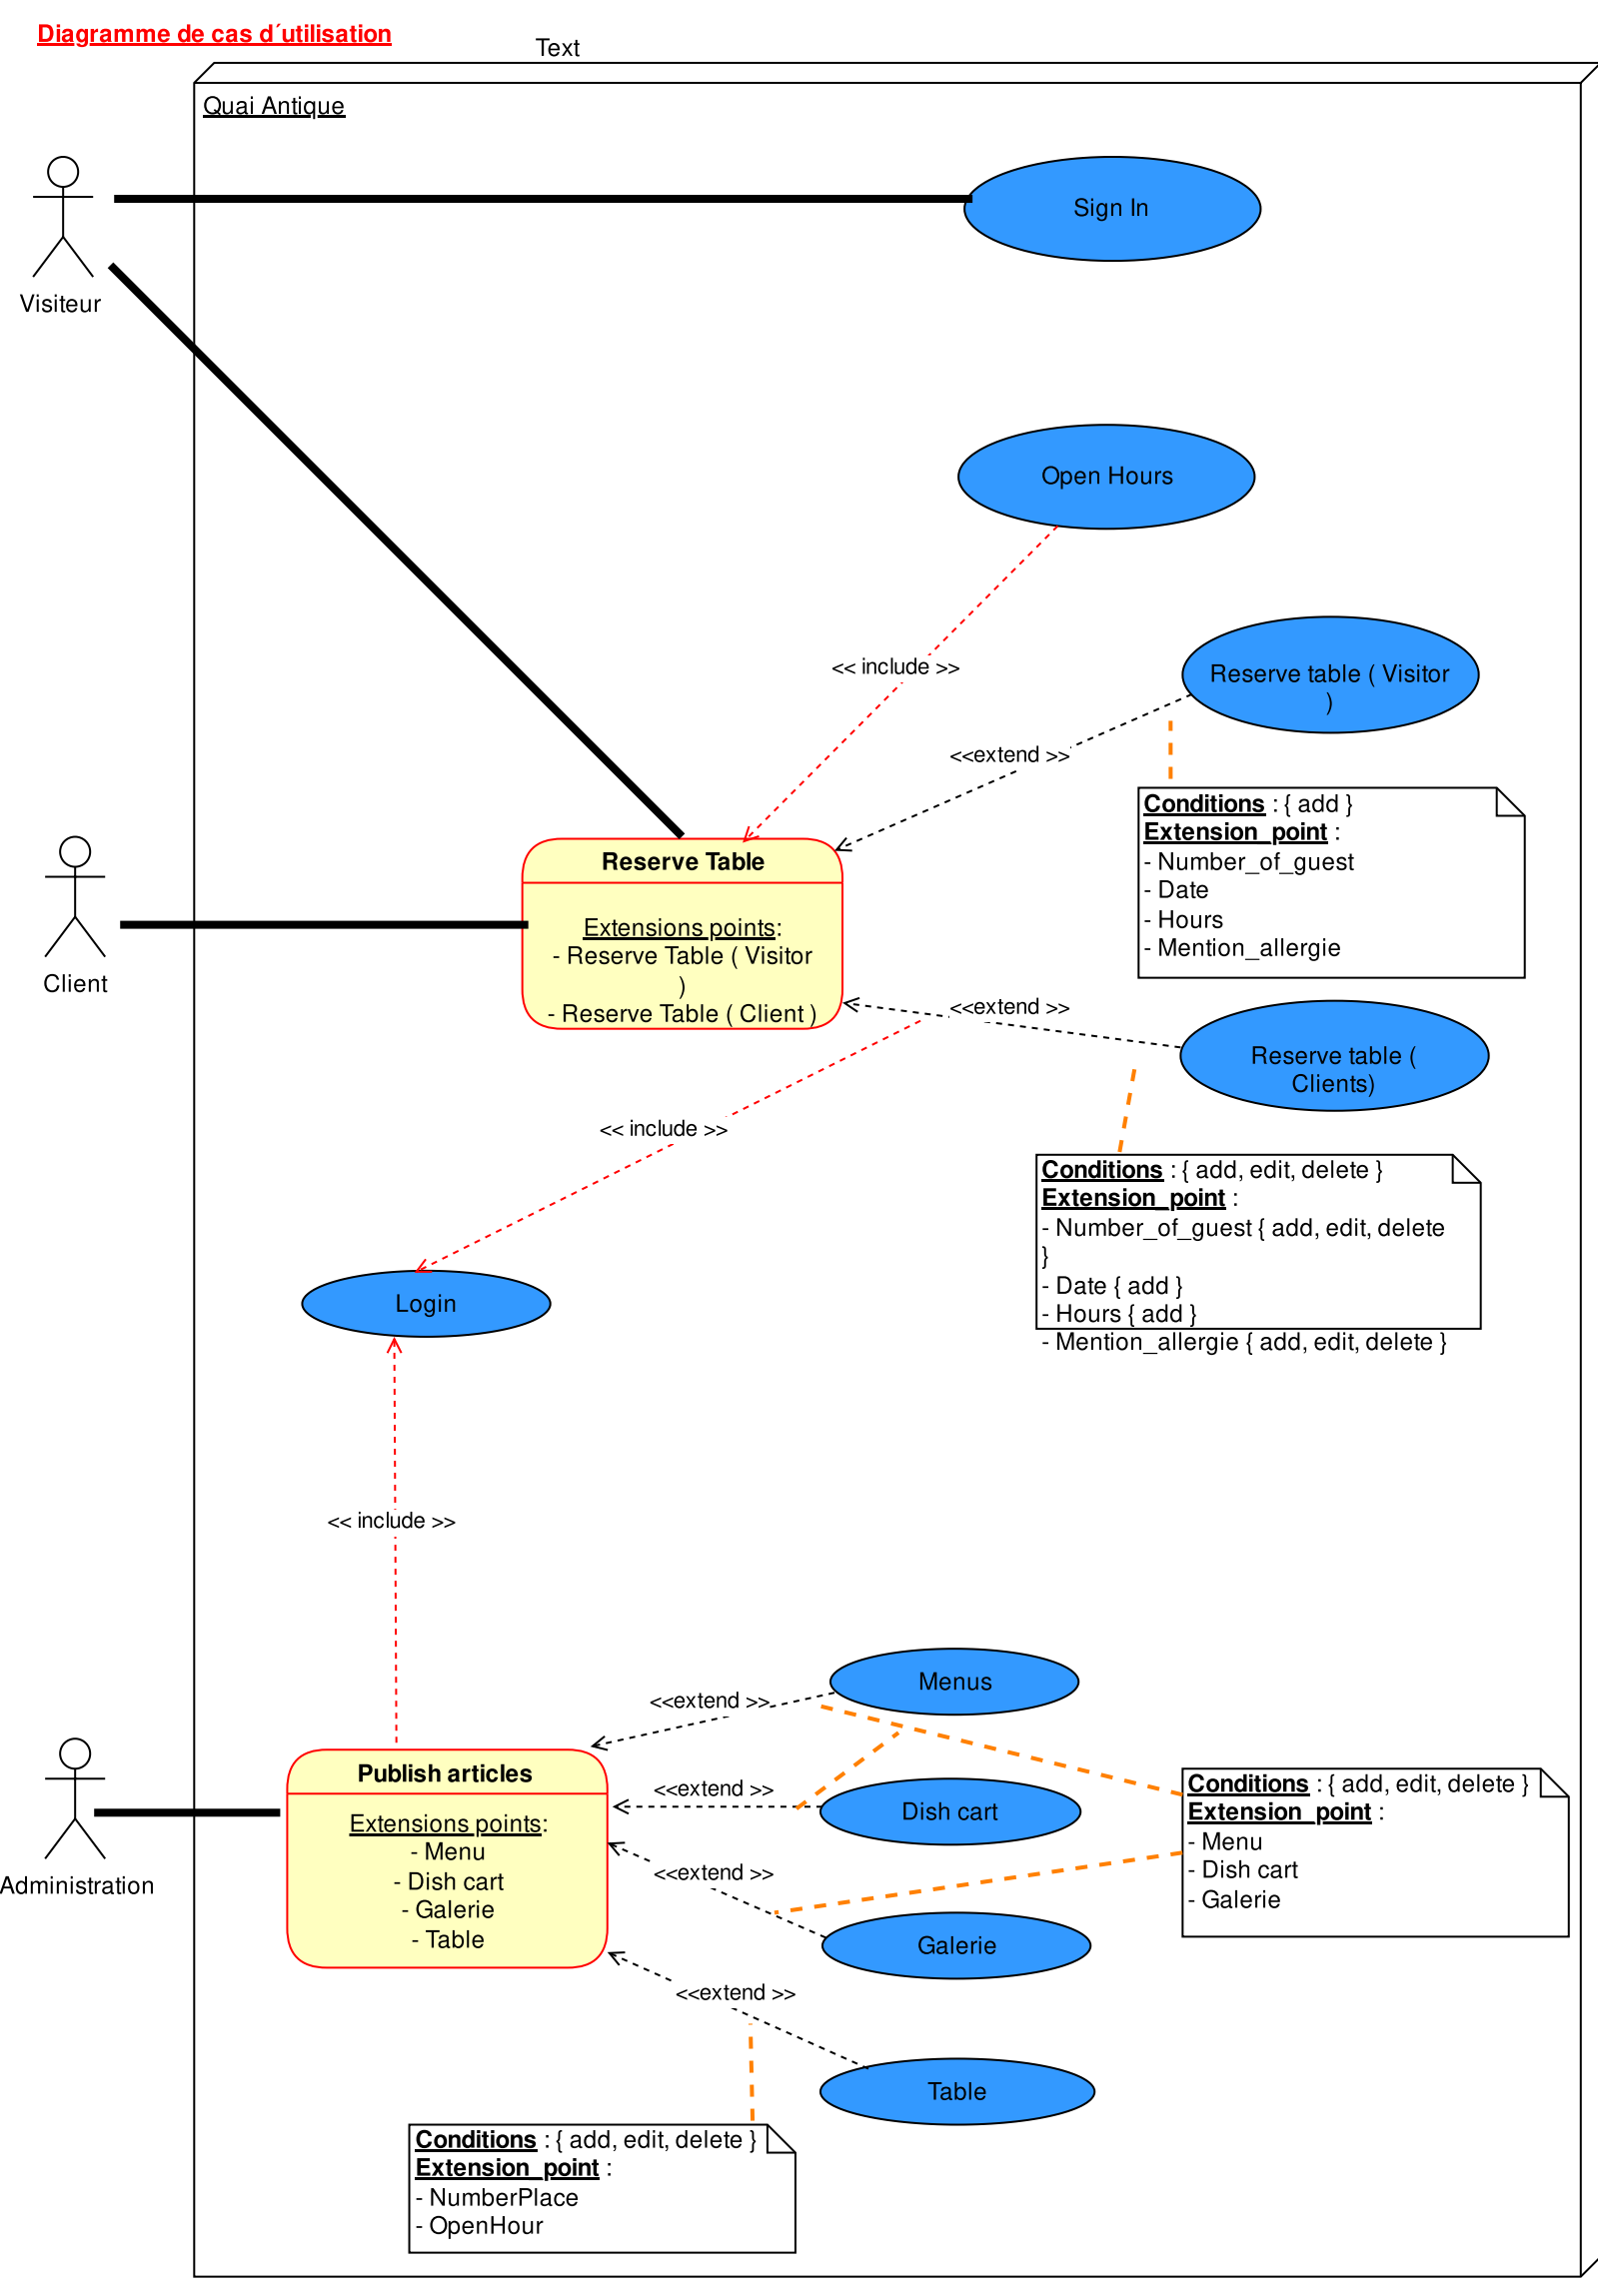 Diagramme de cas d´utilisation
Text
Quai Antique
Sign In
Visiteur
Open Hours
<< include >>
Reserve table ( Visitor
)
<<extend >>
Conditions : { add }
Extension_point :
- Number_of_guest
- Date
- Hours
- Mention_allergie
Reserve Table
Extensions points:
- Reserve Table ( Visitor
)
- Reserve Table ( Client )
Client
<<extend >>
Reserve table (
Clients)
<< include >>
Conditions : { add, edit, delete }
Extension_point :
- Number_of_guest { add, edit, delete
}
- Date { add }
- Hours { add }
- Mention_allergie { add, edit, delete }
Login
<< include >>
Menus
<<extend >>
Publish articles
Extensions points:
- Menu
- Dish cart
- Galerie
- Table
Administration
<<extend >>
Dish cart
<<extend >>
Galerie
Conditions : { add, edit, delete }
Extension_point :
- Menu
- Dish cart
- Galerie
<<extend >>
Table
Conditions : { add, edit, delete }
Extension_point :
- NumberPlace
- OpenHour